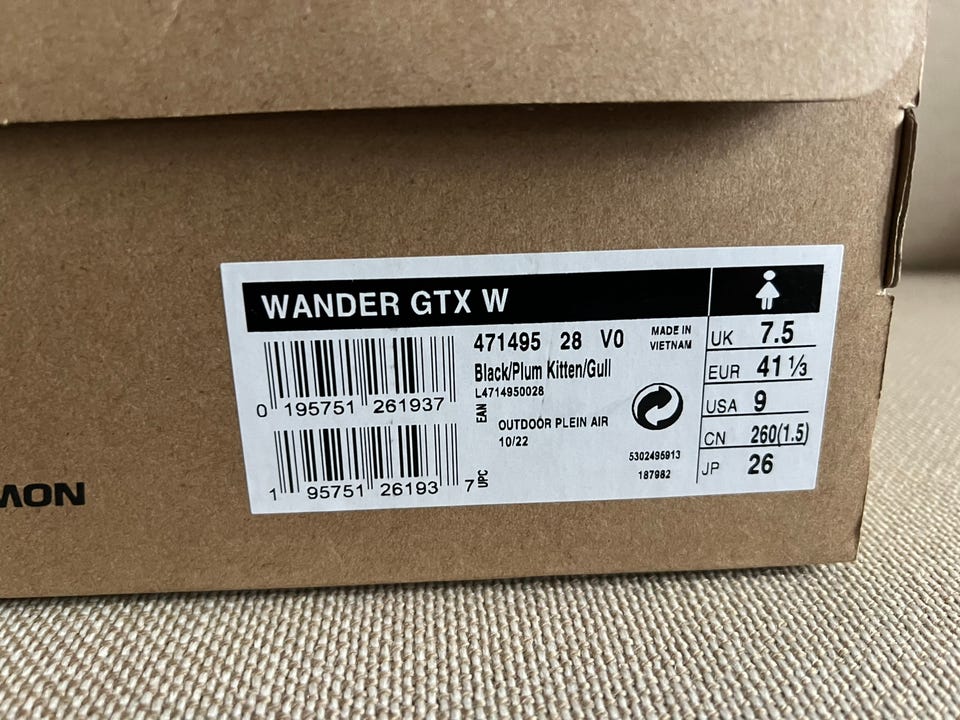 WANDER GTX W
471495 28 V0
MADE IN
VIETNAM
Black/Plum Kitten/Gull
L4714950028
EAN
0 195751 261937
OUTDOOR PLEIN AIR
10/22
5302495913
187982
1 95751 26193 7
UPC
UK 7.5
EUR 41 ⅓
USA 9
CN 260(1.5)
JP 26
MON